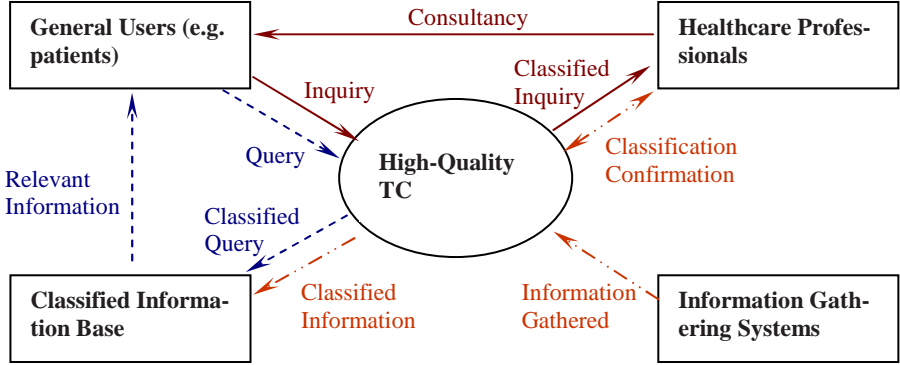 General Users (e.g.
patients)
Consultancy
Healthcare Profes-
sionals
Inquiry
Classified
Inquiry
Query
High-Quality
TC
Classification
Confirmation
Relevant
Information
Classified
Query
Classified Informa-
tion Base
Classified
Information
Information
Gathered
Information Gath-
ering Systems